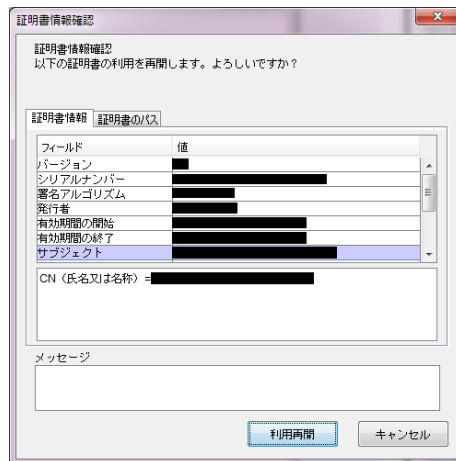 証明書情報確認
証明書情報確認
以下の証明書の利用を再開します。よろしいですか？
証明書情報 証明書のパス
フィールド 値
バージョン
シリアルナンバー
署名アルゴリズム
発行者
有効期間の開始
有効期間の終了
サブジェクト
CN（氏名又は名称）=
メッセージ
利用再開 キャンセル